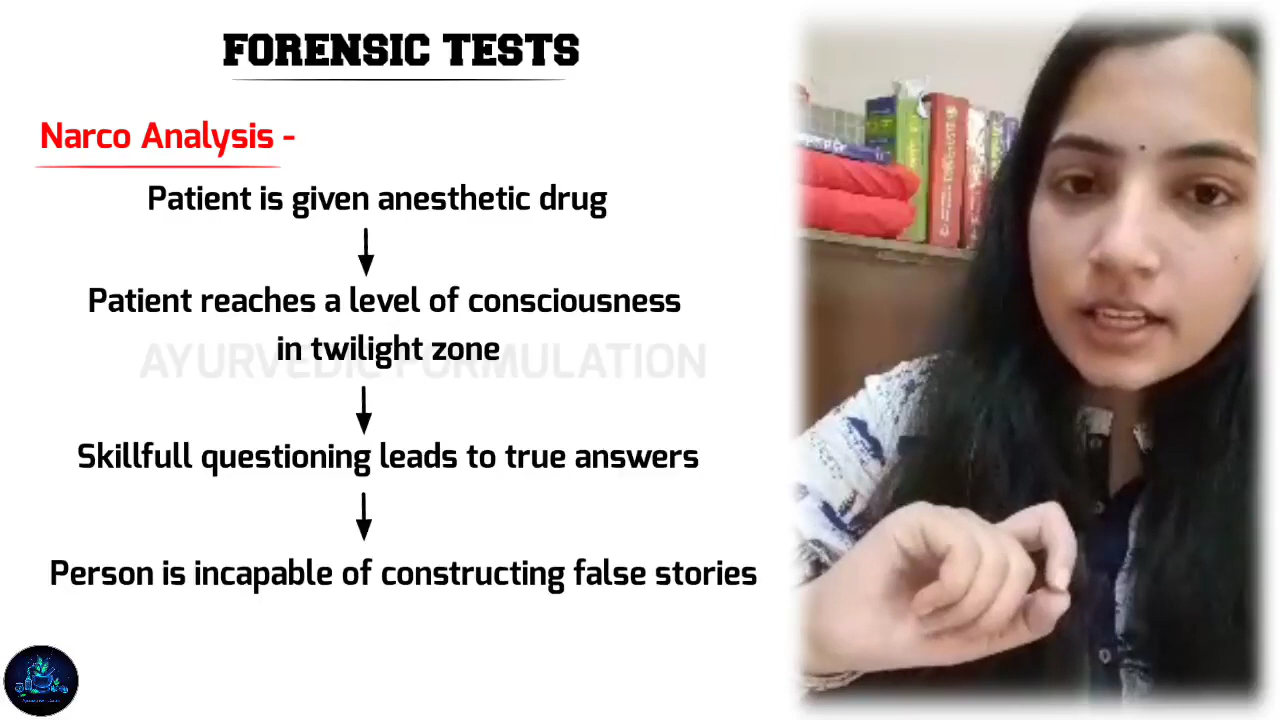 FORENSIC TESTS
Narco Analysis -
Patient is given anesthetic drug
Patient reaches a level of consciousness
in twilight zone
AYURVEDIC FORMULATION
Skillfull questioning leads to true answers
Person is incapable of constructing false stories